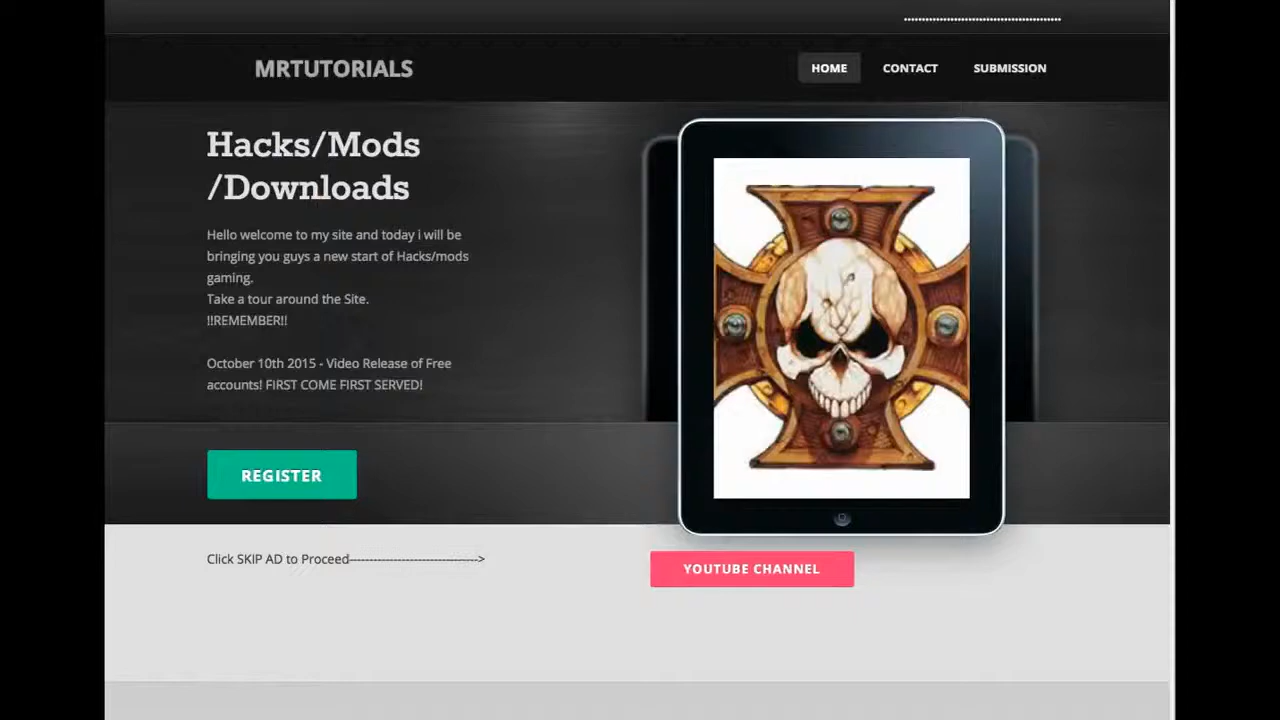 MRTUTORIALS
HOME
CONTACT
SUBMISSION
Hacks/Mods
/Downloads
Hello welcome to my site and today i will be
bringing you guys a new start of Hacks/mods
gaming.
Take a tour around the Site.
!!REMEMBER!!
October 10th 2015 - Video Release of Free
accounts! FIRST COME FIRST SERVED!
REGISTER
Click SKIP AD to Proceed-------------------------------->
YOUTUBE CHANNEL